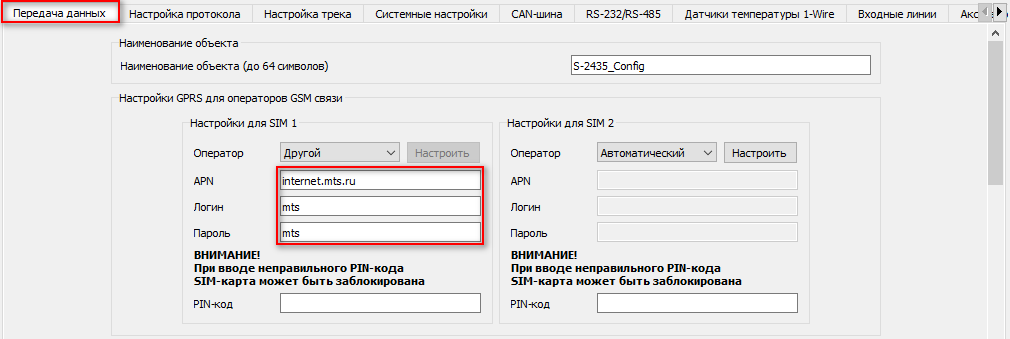 Передача данных Настройка протокола Настройка трека Системные настройки CAN-шина RS-232/RS-485 Датчики температуры 1-Wire Входные линии
Наименование объекта
Наименование объекта (до 64 символов) S-2435_Config
Настройки GPRS для операторов GSM связи
Настройки для SIM 1 Настройки для SIM 2
Оператор Другой Настроить Оператор Автоматический Настроить
APN internet.mts.ru APN
Логин mts Логин
Пароль mts Пароль
ВНИМАНИЕ! ВНИМАНИЕ!
При вводе неправильного PIN-кода При вводе неправильного PIN-кода
SIM-карта может быть заблокирована SIM-карта может быть заблокирована
PIN-код PIN-код